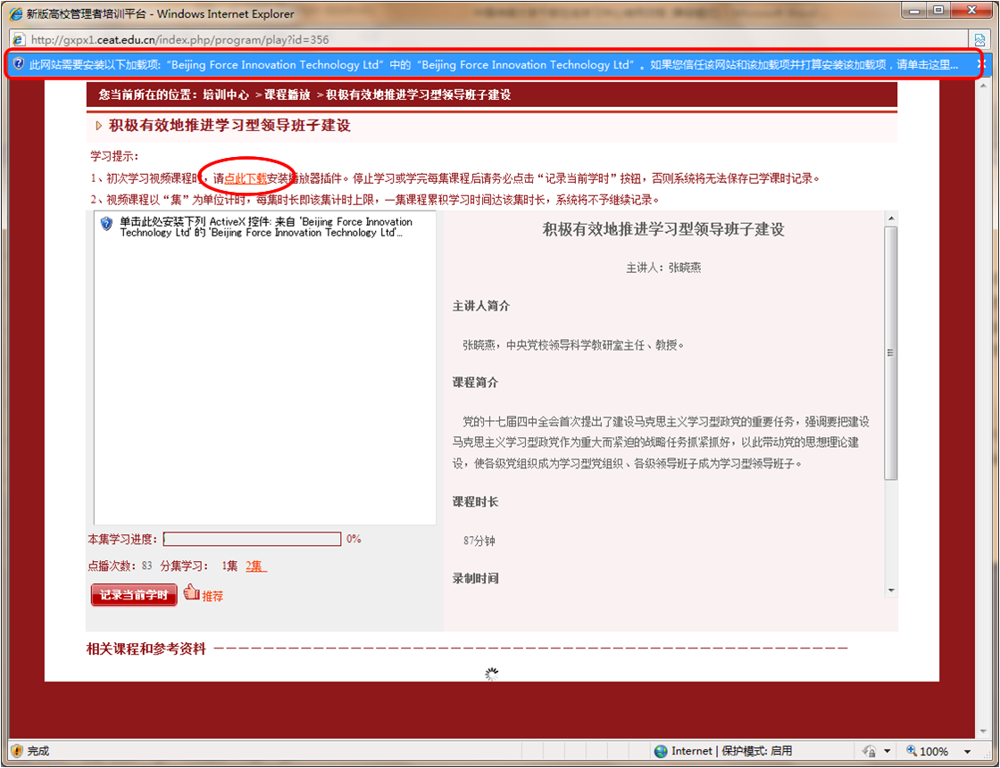 新版高校管理者培训平台 - Windows Internet Explorer
http://gxpx1.ceat.edu.cn/index.php/program/play?id=356
此网站需要安装以下加载项:“Beijing Force Innovation Technology Ltd”中的“Beijing Force Innovation Technology Ltd”。如果您信任该网站和该加载项并打算安装该加载项，请单击这里...
您当前所在的位置：培训中心 >课程播放 >积极有效地推进学习型领导班子建设
积极有效地推进学习型领导班子建设
学习提示：
1、初次学习视频课程时，请点此下载安装播放器插件。停止学习或学完每集课程后请务必点击“记录当前学时”按钮，否则系统将无法保存已学课时记录。
2、视频课程以“集”为单位计时，每集时长即该集计时上限，一集课程累积学习时间达该集时长，系统将不予继续记录。
单击此处安装下列 ActiveX 控件: 来自 'Beijing Force Innovation
Technology Ltd' 的 'Beijing Force Innovation Technology Ltd'...
积极有效地推进学习型领导班子建设
主讲人：张晓燕
主讲人简介
张晓燕，中央党校领导科学教研室主任、教授。
课程简介
党的十七届四中全会首次提出了建设马克思主义学习型政党的重要任务，强调要把建设
马克思主义学习型政党作为重大而紧迫的战略任务抓紧抓好，以此带动党的思想理论建
设，使各级党组织成为学习型党组织、各级领导班子成为学习型领导班子。
课程时长
87分钟
录制时间
本集学习进度： 0%
点播次数：83 分集学习： 1集 2集
记录当前学时 推荐
相关课程和参考资料
完成
Internet | 保护模式: 启用
100%